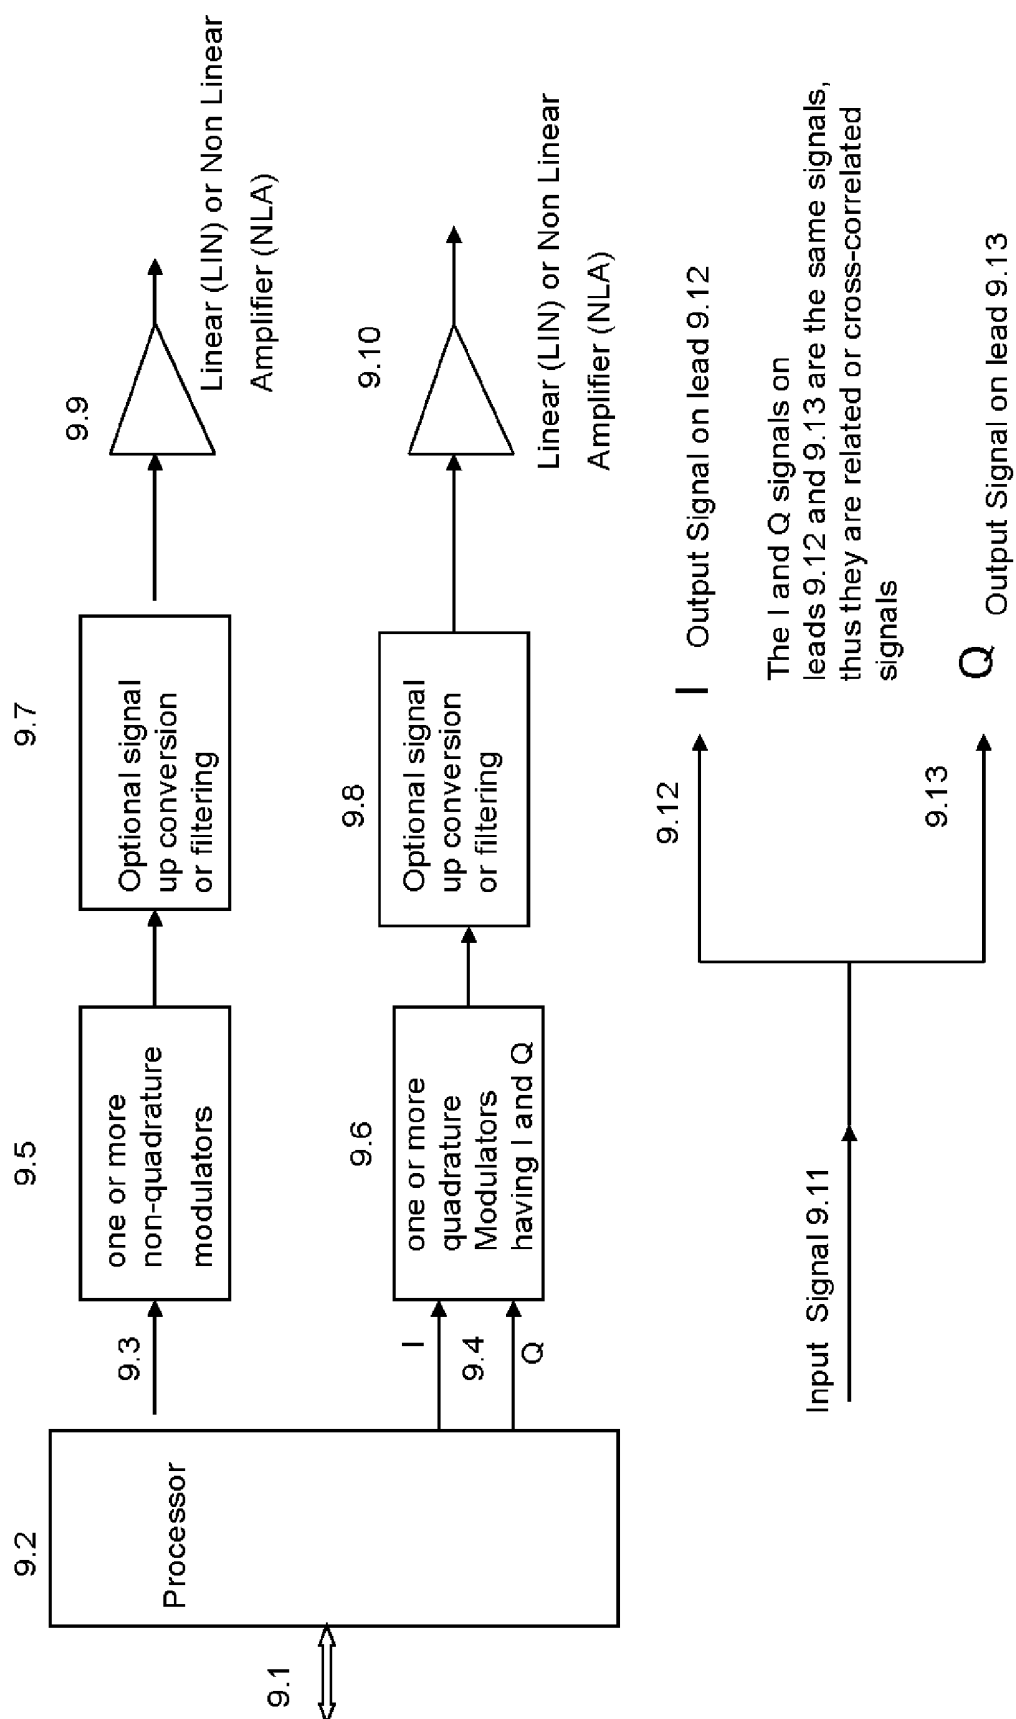 9.1
9.2
Processor
9.3
9.5
one or more
non-quadrature
modulators
9.7
Optional signal
up conversion
or filtering
9.9
Linear (LIN) or Non Linear
Amplifier (NLA)
I
9.4
Q
9.6
one or more
quadrature
Modulators
having I and Q
9.8
Optional signal
up conversion
or filtering
9.10
Linear (LIN) or Non Linear
Amplifier (NLA)
Input Signal 9.11
9.12
I Output Signal on lead 9.12
The I and Q signals on
leads 9.12 and 9.13 are the same signals,
thus they are related or cross-correlated
signals
9.13
Q Output Signal on lead 9.13